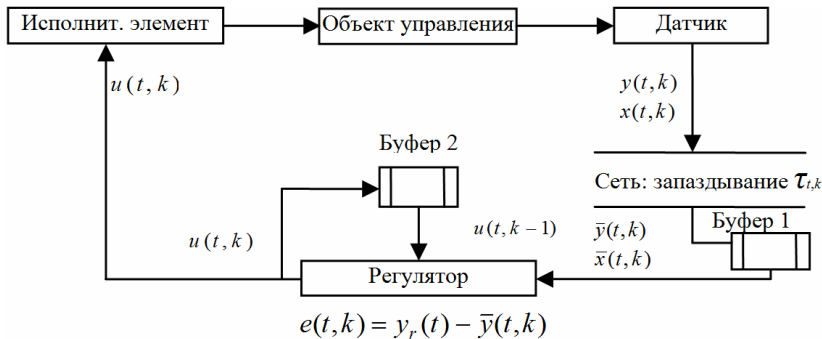 Исполнит. элемент
Объект управления
Датчик
u(t,k)
y(t,k)
x(t,k)
Буфер 2
Сеть: запаздывание τt,k
Буфер 1
u(t,k)
u(t,k−1)
ȳ(t,k)
x̄(t,k)
Регулятор
e(t,k) = yr(t) − ȳ(t,k)